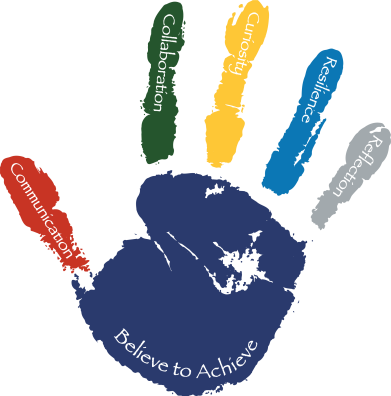 Communication
Collaboration
Curiosity
Resilience
Reflection
Believe to Achieve